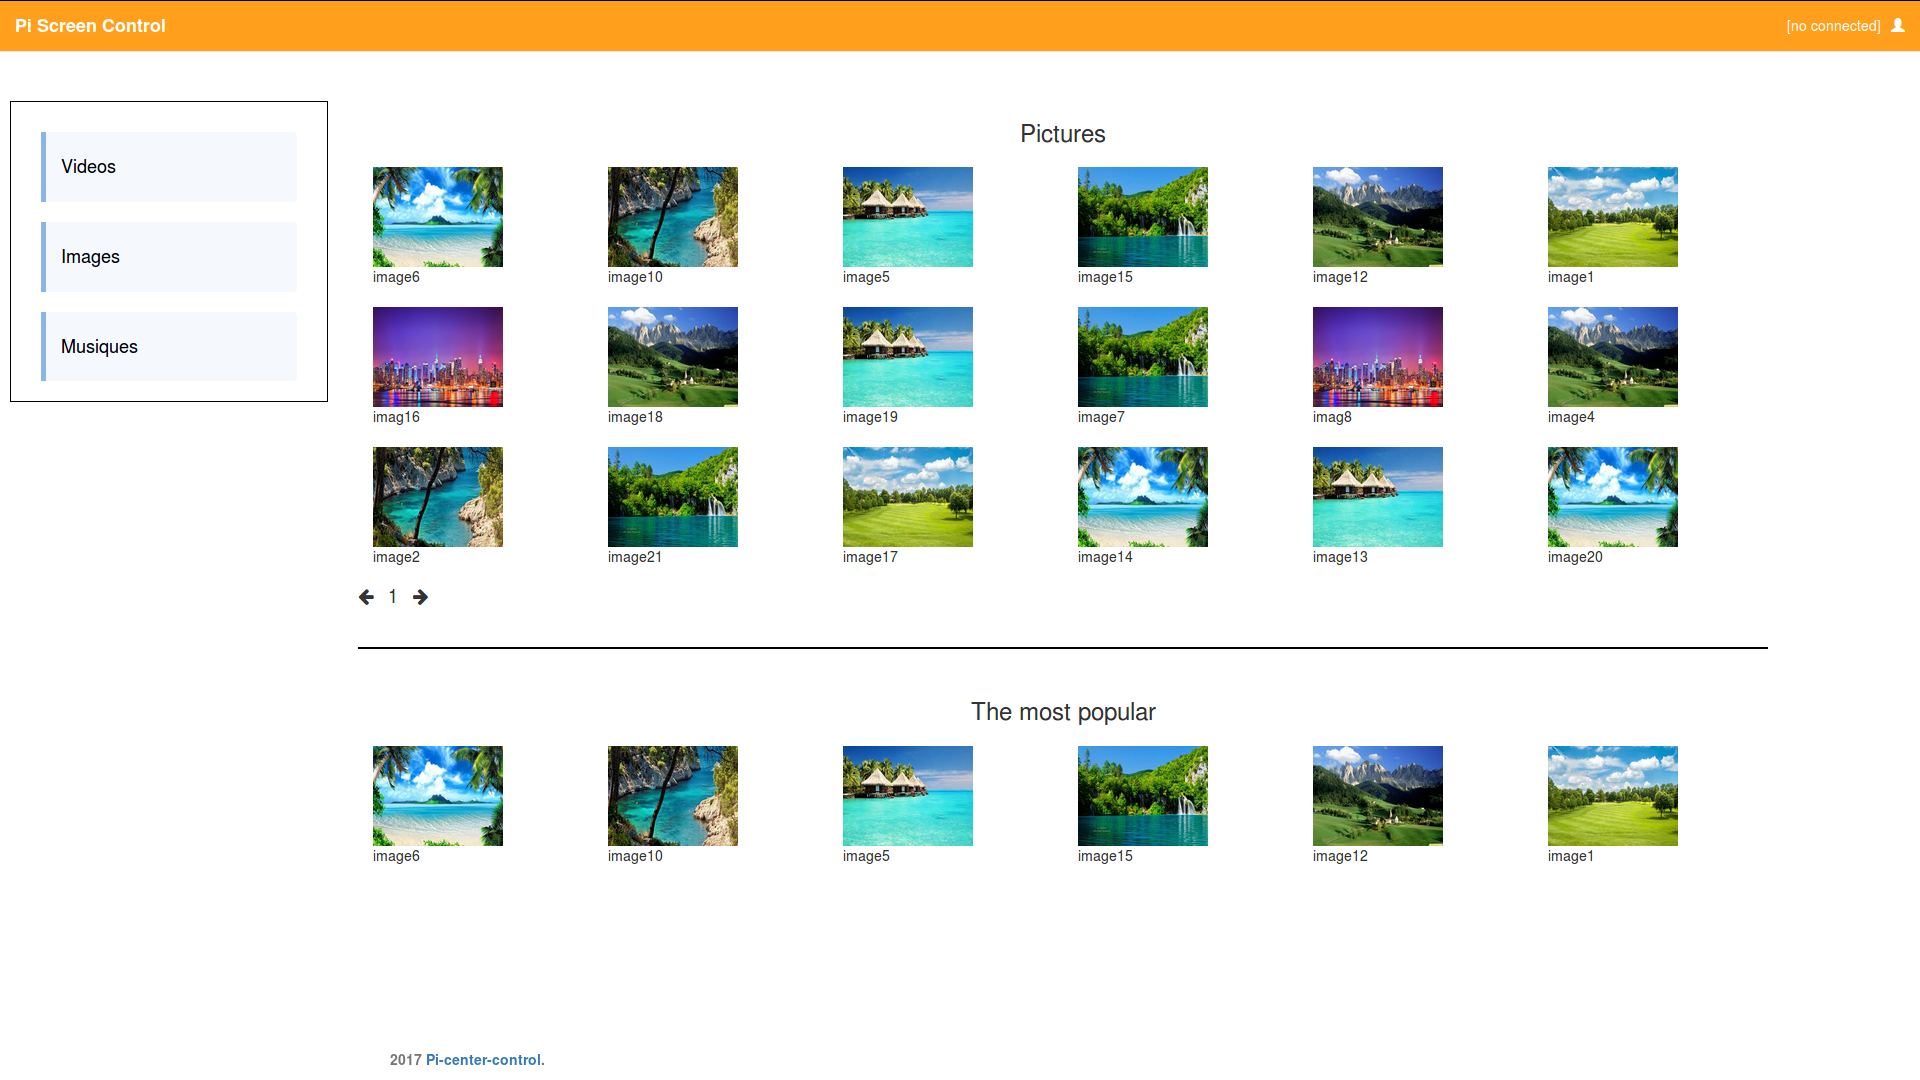 Pi Screen Control
[no connected]
Videos
Images
Musiques
Pictures
image6 image10 image5 image15 image12 image1
imag16 image18 image19 image7 imag8 image4
image2 image21 image17 image14 image13 image20
1
The most popular
image6 image10 image5 image15 image12 image1
2017 Pi-center-control.